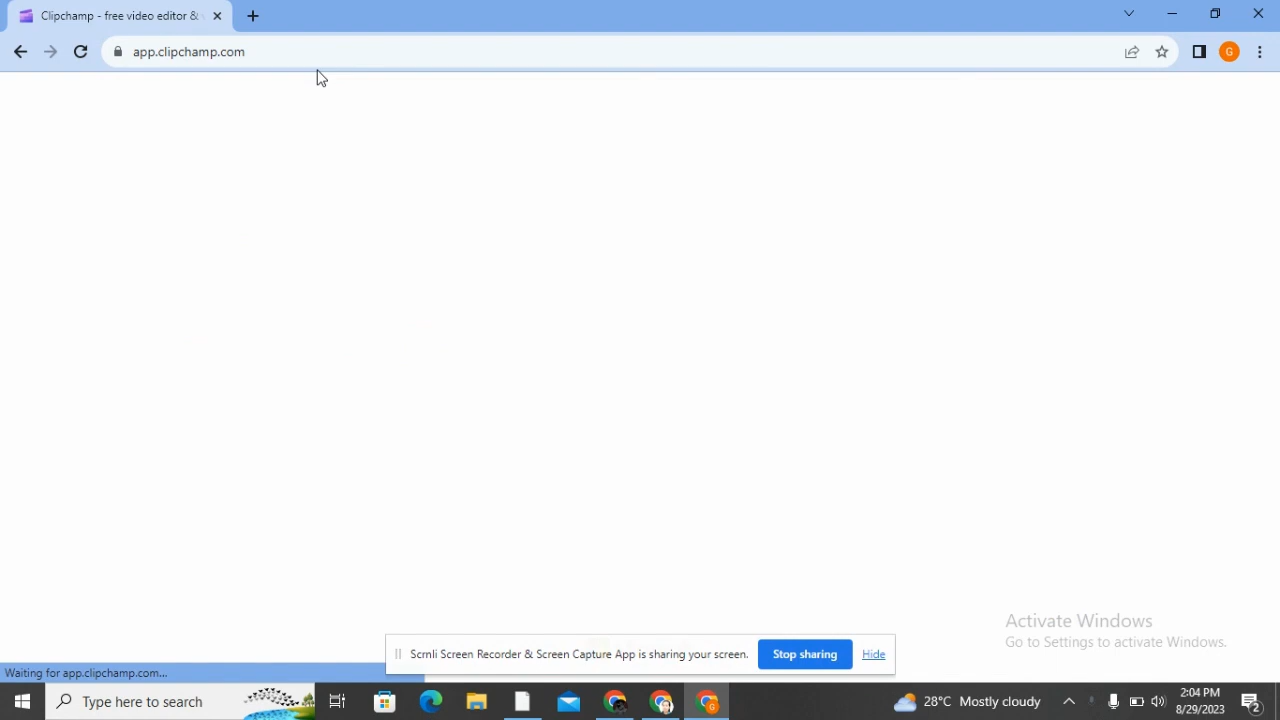 Clipchamp - free video editor &
app.clipchamp.com
G
Activate Windows
Go to Settings to activate Windows.
Scrnli Screen Recorder & Screen Capture App is sharing your screen.
Stop sharing
Hide
Waiting for app.clipchamp.com...
Type here to search
G
28°C Mostly cloudy
2:04 PM
8/29/2023
2